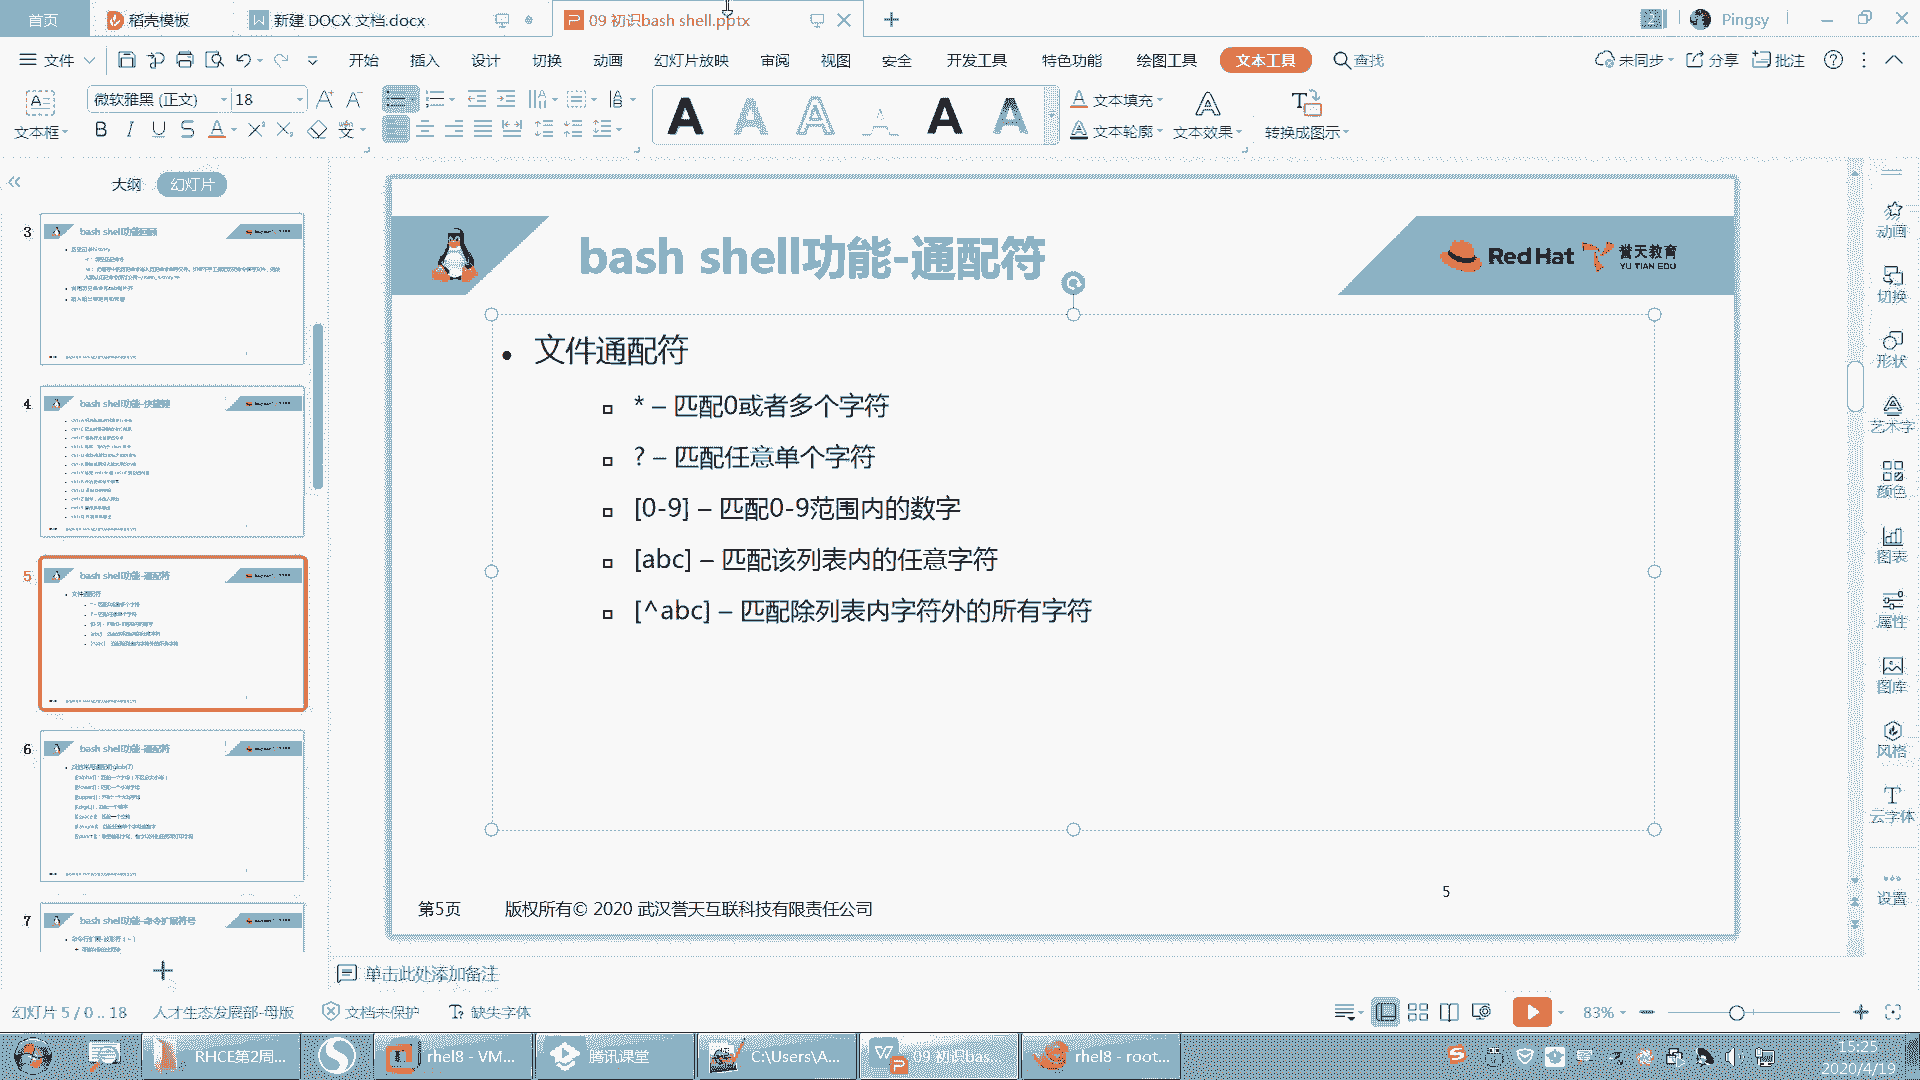 首页
稻壳模板
新建 DOCX 文档.docx
09 初识bash shell.pptx
Pingsy
文件
开始 插入 设计 切换 动画 幻灯片放映 审阅 视图 安全 开发工具 特色功能 绘图工具 文本工具 查找
未同步 分享 批注
文本框
微软雅黑 (正文) 18
文本填充
文本轮廓
文本效果
转换成图示
大纲 幻灯片
3
bash shell功能回顾
4
bash shell功能-快捷键
5
bash shell功能-通配符
文件通配符
6
bash shell功能-通配符
7
bash shell功能-命令扩展符号
bash shell功能-通配符
Red Hat
誉天教育
YU TIAN EDU
• 文件通配符
* – 匹配0或者多个字符
? – 匹配任意单个字符
[0-9] – 匹配0-9范围内的数字
[abc] – 匹配该列表内的任意字符
[^abc] – 匹配除列表内字符外的所有字符
5
第5页
版权所有© 2020 武汉誉天互联科技有限责任公司
单击此处添加备注
动画
切换
形状
艺术字
颜色
图表
属性
图库
风格
云字体
设置
幻灯片 5 / 0 .. 18
人才生态发展部-母版
文档未保护
缺失字体
83%
RHCE第2周...
rhel8 - VM...
腾讯课堂
C:\Users\A...
09 初识bas...
rhel8 - root...
15:25
2020/4/19